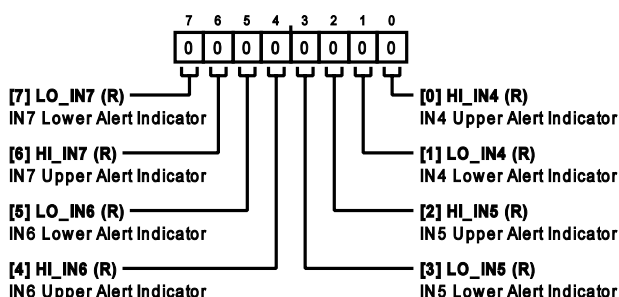 7 6 5 4 3 2 1 0
0 0 0 0 0 0 0 0
[7] LO_IN7 (R)
IN7 Lower Alert Indicator
[6] HI_IN7 (R)
IN7 Upper Alert Indicator
[5] LO_IN6 (R)
IN6 Lower Alert Indicator
[4] HI_IN6 (R)
IN6 Upper Alert Indicator
[0] HI_IN4 (R)
IN4 Upper Alert Indicator
[1] LO_IN4 (R)
IN4 Lower Alert Indicator
[2] HI_IN5 (R)
IN5 Upper Alert Indicator
[3] LO_IN5 (R)
IN5 Lower Alert Indicator